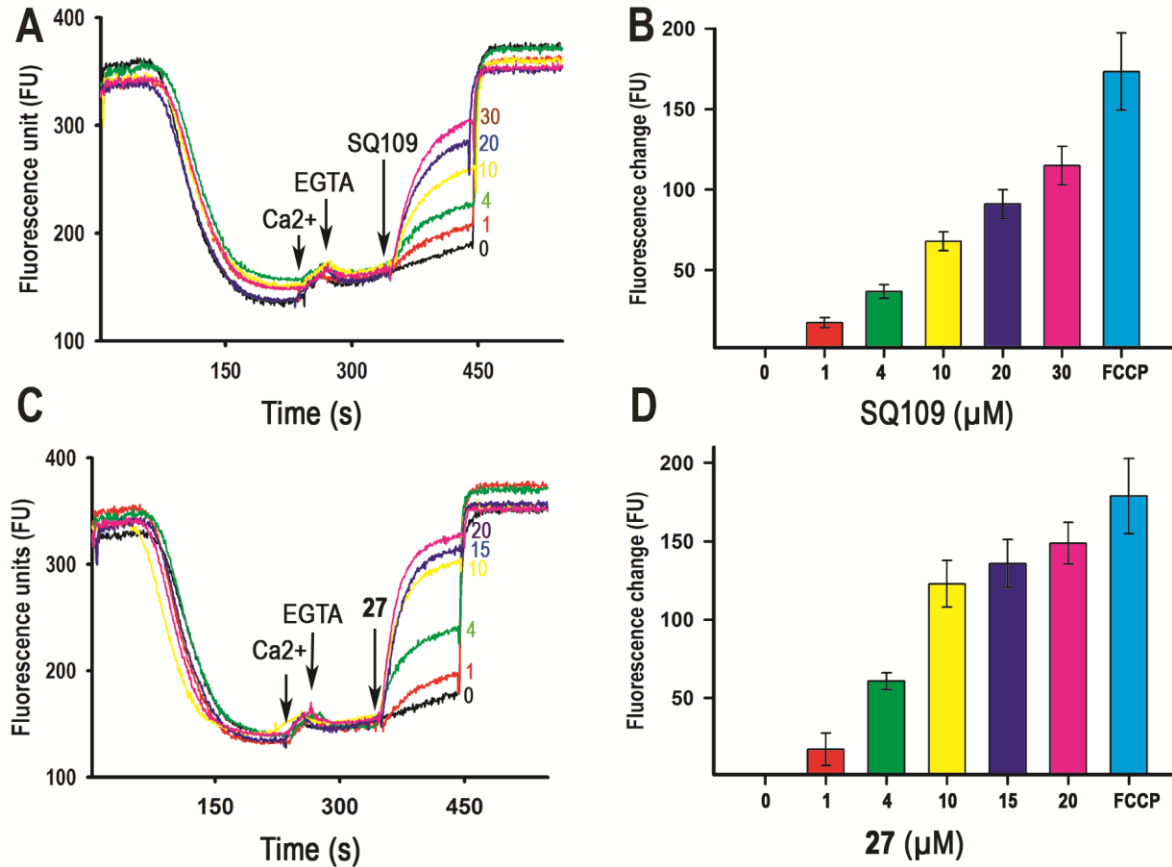 A
Fluorescence unit (FU)
400
300
200
100
Ca2+
EGTA
SQ109
30
20
10
4
1
0
150
300
450
Time (s)
B
Fluorescence change (FU)
200
150
100
50
0
1
4
10
20
30
FCCP
SQ109 (µM)
C
Fluorescence units (FU)
400
300
200
100
Ca2+
EGTA
27
20
15
10
4
1
0
150
300
450
Time (s)
D
Fluorescence change (FU)
200
150
100
50
0
1
4
10
15
20
FCCP
27 (µM)